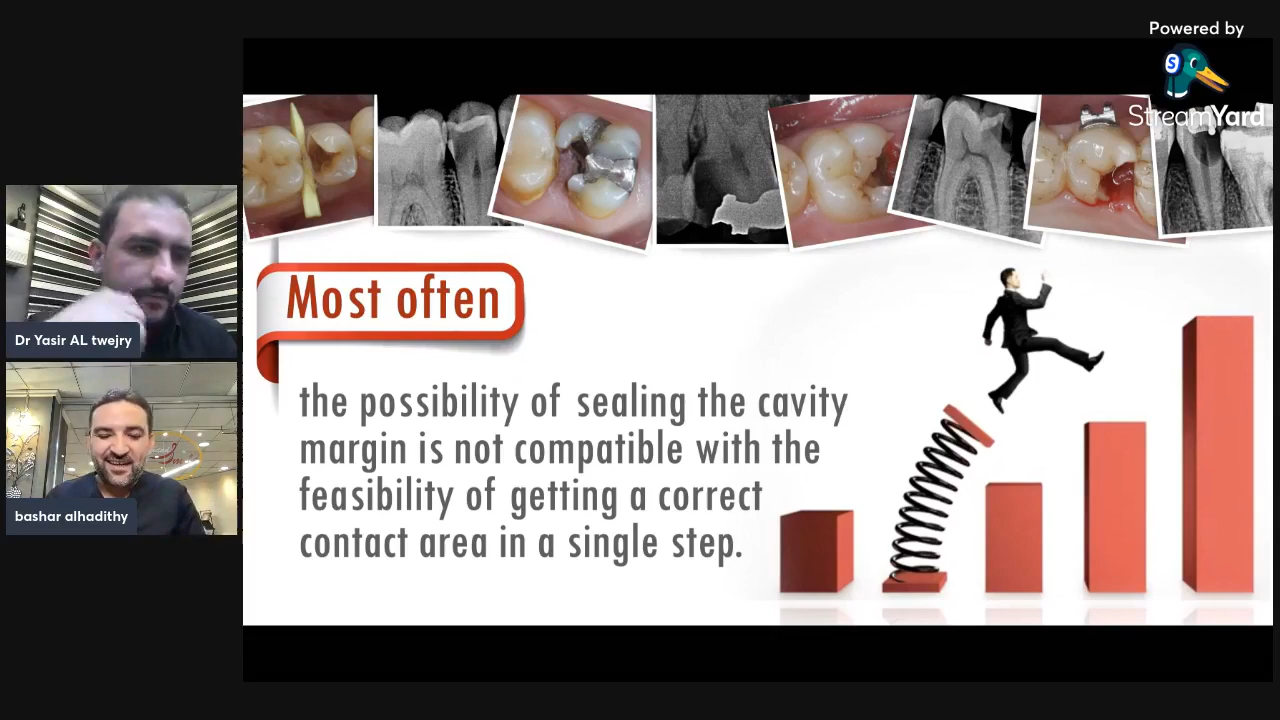 Powered by
S
StreamYard
Most often
the possibility of sealing the cavity
margin is not compatible with the
feasibility of getting a correct
contact area in a single step.
Dr Yasir AL twejry
bashar alhadithy